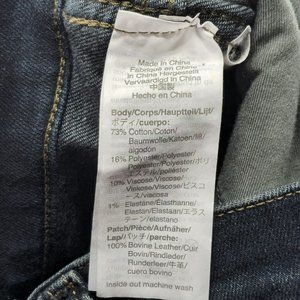 Made in China
Fabriqué en Chine
In China Hergestellt
Vervaardigd in China
中国製
Hecho en China
Body/Corps/Hauptteil/Lijf/
ボディ/cuerpo:
73% Cotton/Coton/
Baumwolle/Katoen/綿/
algodón
16% Polyester/Polyester/
Polyester/Polyester/ポリ
エステル/poliéster
10% Viscose/Viscose/
Viskose/Viscose/ビスコ
ース/viscosa
1% Elastane/Élasthanne/
Elastan/Elastaan/エラス
テーン/elastano
Patch/Pièce/Aufnäher/
Lap/パッチ/parche:
100% Bovine Leather/Cuir
Bovin/Rindleder/
Runderleer/牛革/
cuero bovino
Inside out machine wash